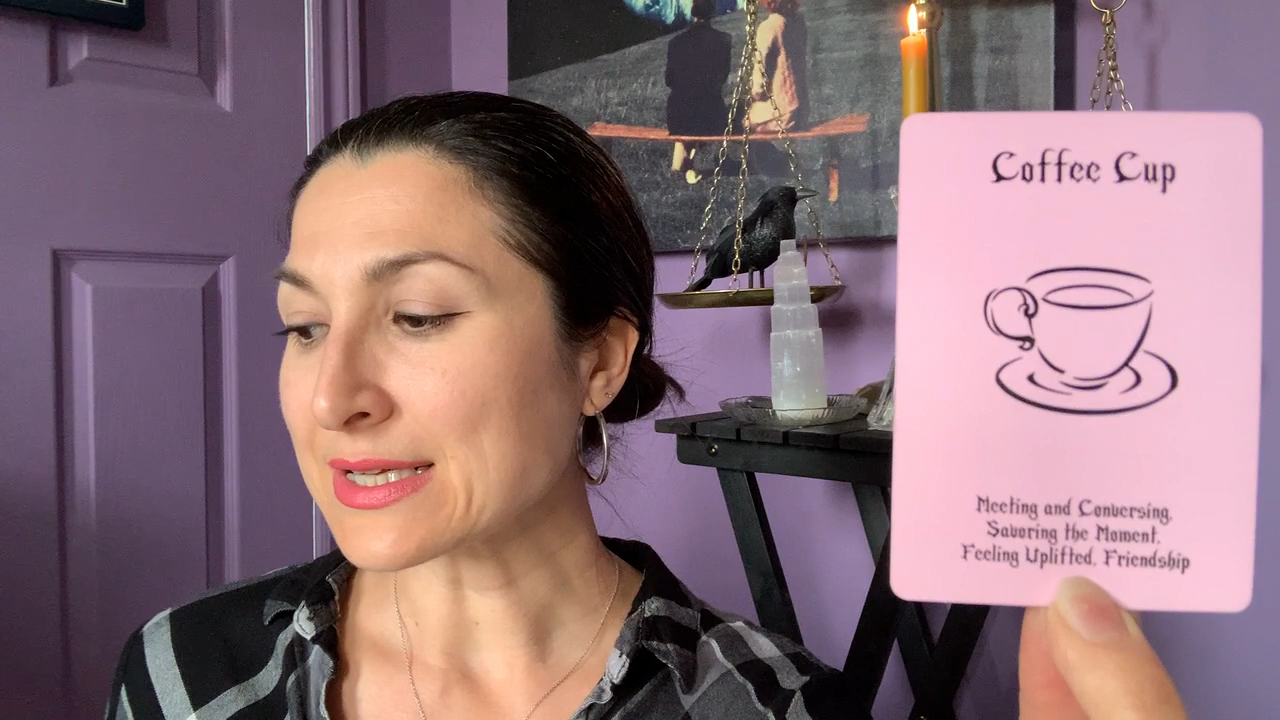 Coffee Cup
Meeting and Conversing,
Savoring the Moment,
Feeling Uplifted, Friendship